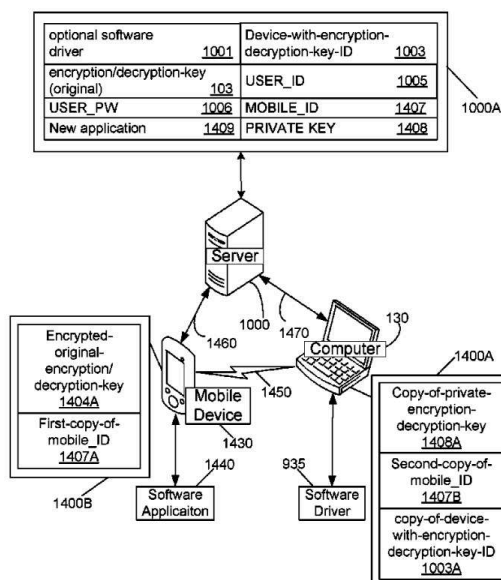 optional software
driver 1001
Device-with-encryption-
decryption-key-ID 1003
encryption/decryption-key
(original) 103
USER_ID 1005
USER_PW 1006
MOBILE_ID 1407
New application 1409
PRIVATE KEY 1408
1000A
Server
1000
1460
1470
130
Computer
1400A
Encrypted-
original-
encryption/
decryption-key
1404A
First-copy-of-
mobile_ID
1407A
1400B
Mobile
Device
1430
1450
1440
Software
Applicaiton
935
Software
Driver
Copy-of-private-
encryption-
decryption-key
1408A
Second-copy-of-
mobile_ID
1407B
copy-of-device-
with-encryption-
decryption-key-ID
1003A